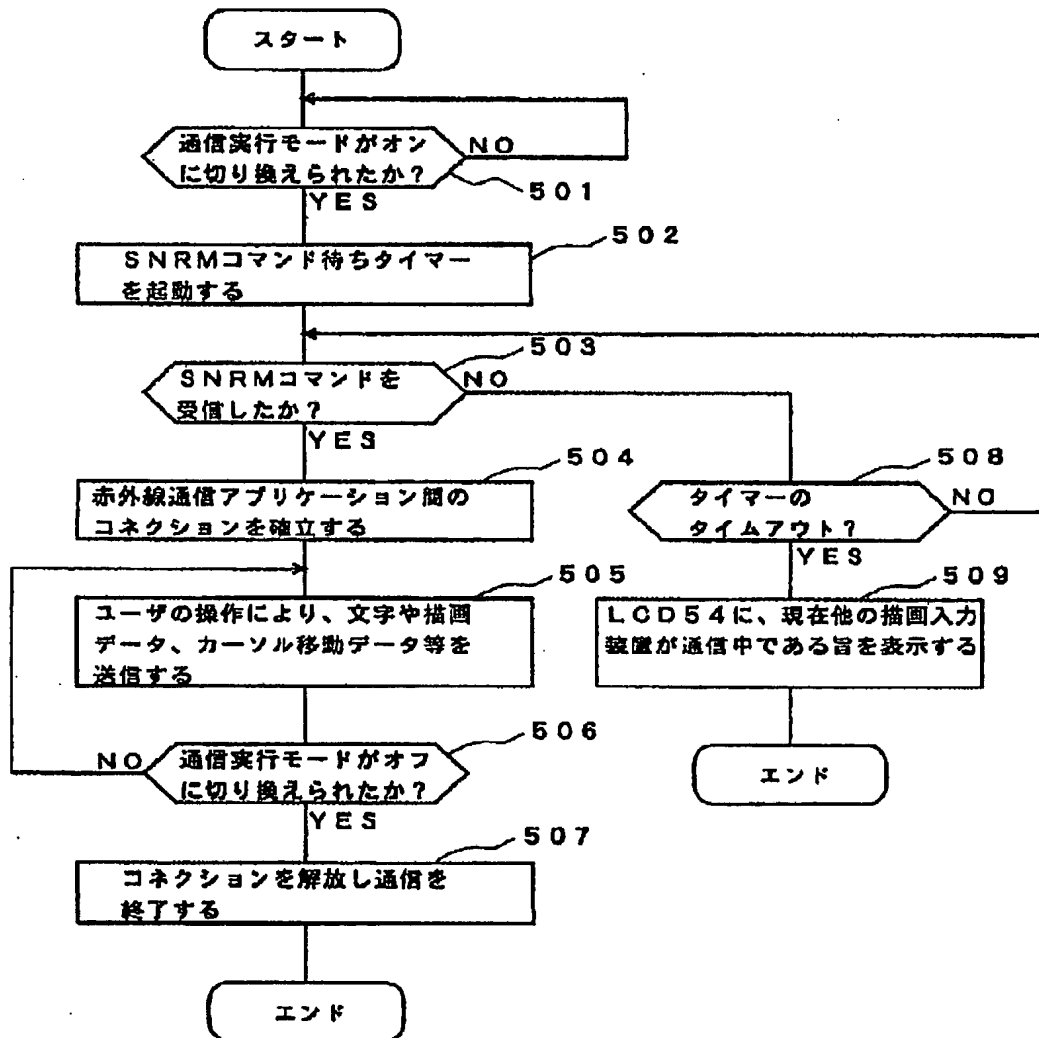 スタート
通信実行モードがオン
に切り換えられたか？
NO
501
YES
502
SNRMコマンド待ちタイマー
を起動する
503
SNRMコマンドを
受信したか？
NO
YES
504
赤外線通信アプリケーション間の
コネクションを確立する
508
タイマーの
タイムアウト？
NO
YES
505
ユーザの操作により、文字や描画
データ、カーソル移動データ等を
送信する
509
LCD54に、現在他の描画入力
装置が通信中である旨を表示する
エンド
506
通信実行モードがオフ
に切り換えられたか？
NO
YES
507
コネクションを解放し通信を
終了する
エンド